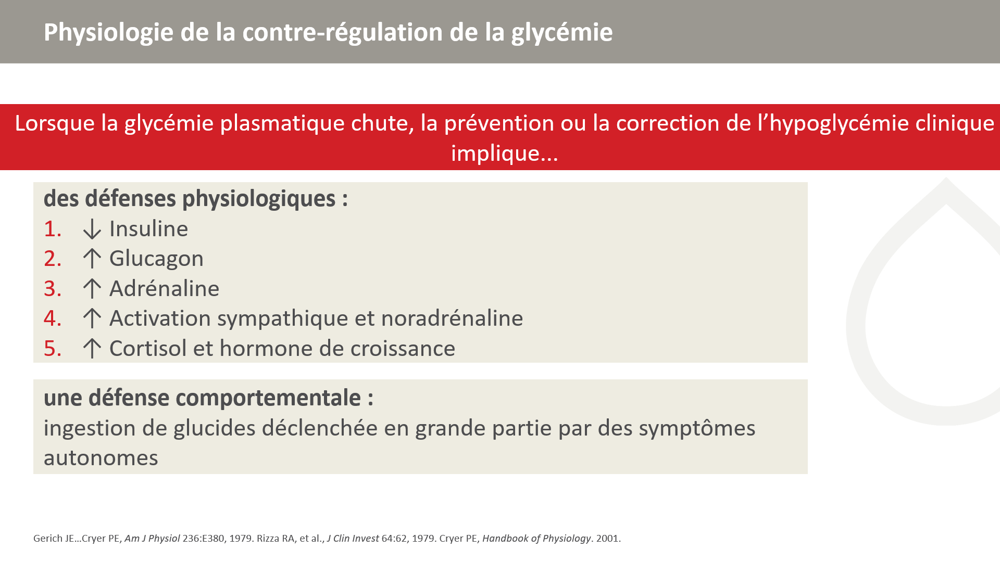 Physiologie de la contre-régulation de la glycémie
Lorsque la glycémie plasmatique chute, la prévention ou la correction de l’hypoglycémie clinique
implique...
des défenses physiologiques :
1. ↓ Insuline
2. ↑ Glucagon
3. ↑ Adrénaline
4. ↑ Activation sympathique et noradrénaline
5. ↑ Cortisol et hormone de croissance
une défense comportementale :
ingestion de glucides déclenchée en grande partie par des symptômes
autonomes
Gerich JE…Cryer PE, Am J Physiol 236:E380, 1979. Rizza RA, et al., J Clin Invest 64:62, 1979. Cryer PE, Handbook of Physiology. 2001.